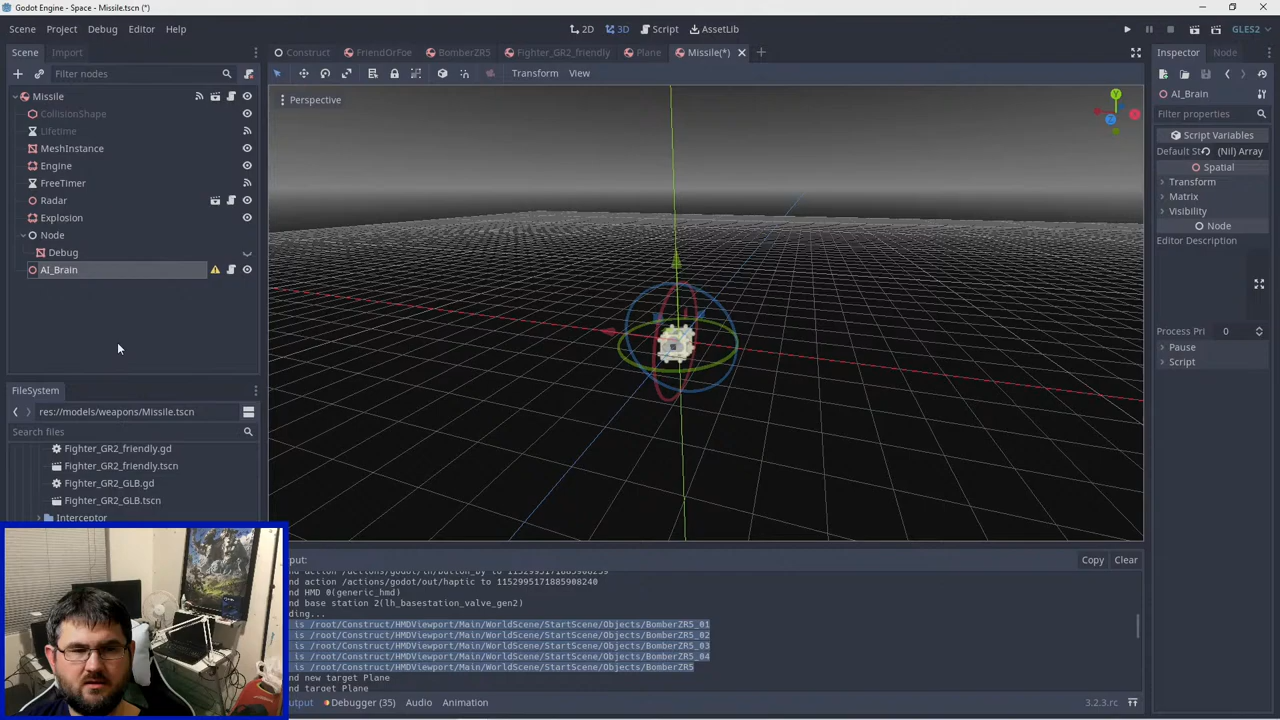 Godot Engine - Space - Missile.tscn (*)
Scene Project Debug Editor Help
2D 3D Script AssetLib
GLES2
Scene Import
Construct FriendOrFoe BomberZR5 Fighter_GR2_friendly Plane Missile(*)
Inspector Node
Filter nodes
Transform View
AI_Brain
Filter properties
Perspective
Y
Missile
CollisionShape
Lifetime
MeshInstance
Engine
FreeTimer
Radar
Explosion
Node
Debug
AI_Brain
Script Variables
Default St (Nil) Array
Spatial
Transform
Matrix
Visibility
Node
Editor Description
Process Pri 0
Pause
Script
FileSystem
res://models/weapons/Missile.tscn
Search files
Fighter_GR2_friendly.gd
Fighter_GR2_friendly.tscn
Fighter_GR2_GLB.gd
Fighter_GR2_GLB.tscn
Interceptor
put:
Copy Clear
nd action /actions/godot/out/haptic to 1152995171885908240
nd HMD 0(generic_hmd)
nd base station 2(lh_basestation_valve_gen2)
ding...
is /root/Construct/HMDViewport/Main/WorldScene/StartScene/Objects/BomberZR5_01
is /root/Construct/HMDViewport/Main/WorldScene/StartScene/Objects/BomberZR5_02
is /root/Construct/HMDViewport/Main/WorldScene/StartScene/Objects/BomberZR5_03
is /root/Construct/HMDViewport/Main/WorldScene/StartScene/Objects/BomberZR5_04
is /root/Construct/HMDViewport/Main/WorldScene/StartScene/Objects/BomberZR5
nd new target Plane
nd target Plane
utput Debugger (35) Audio Animation
3.2.3.rc